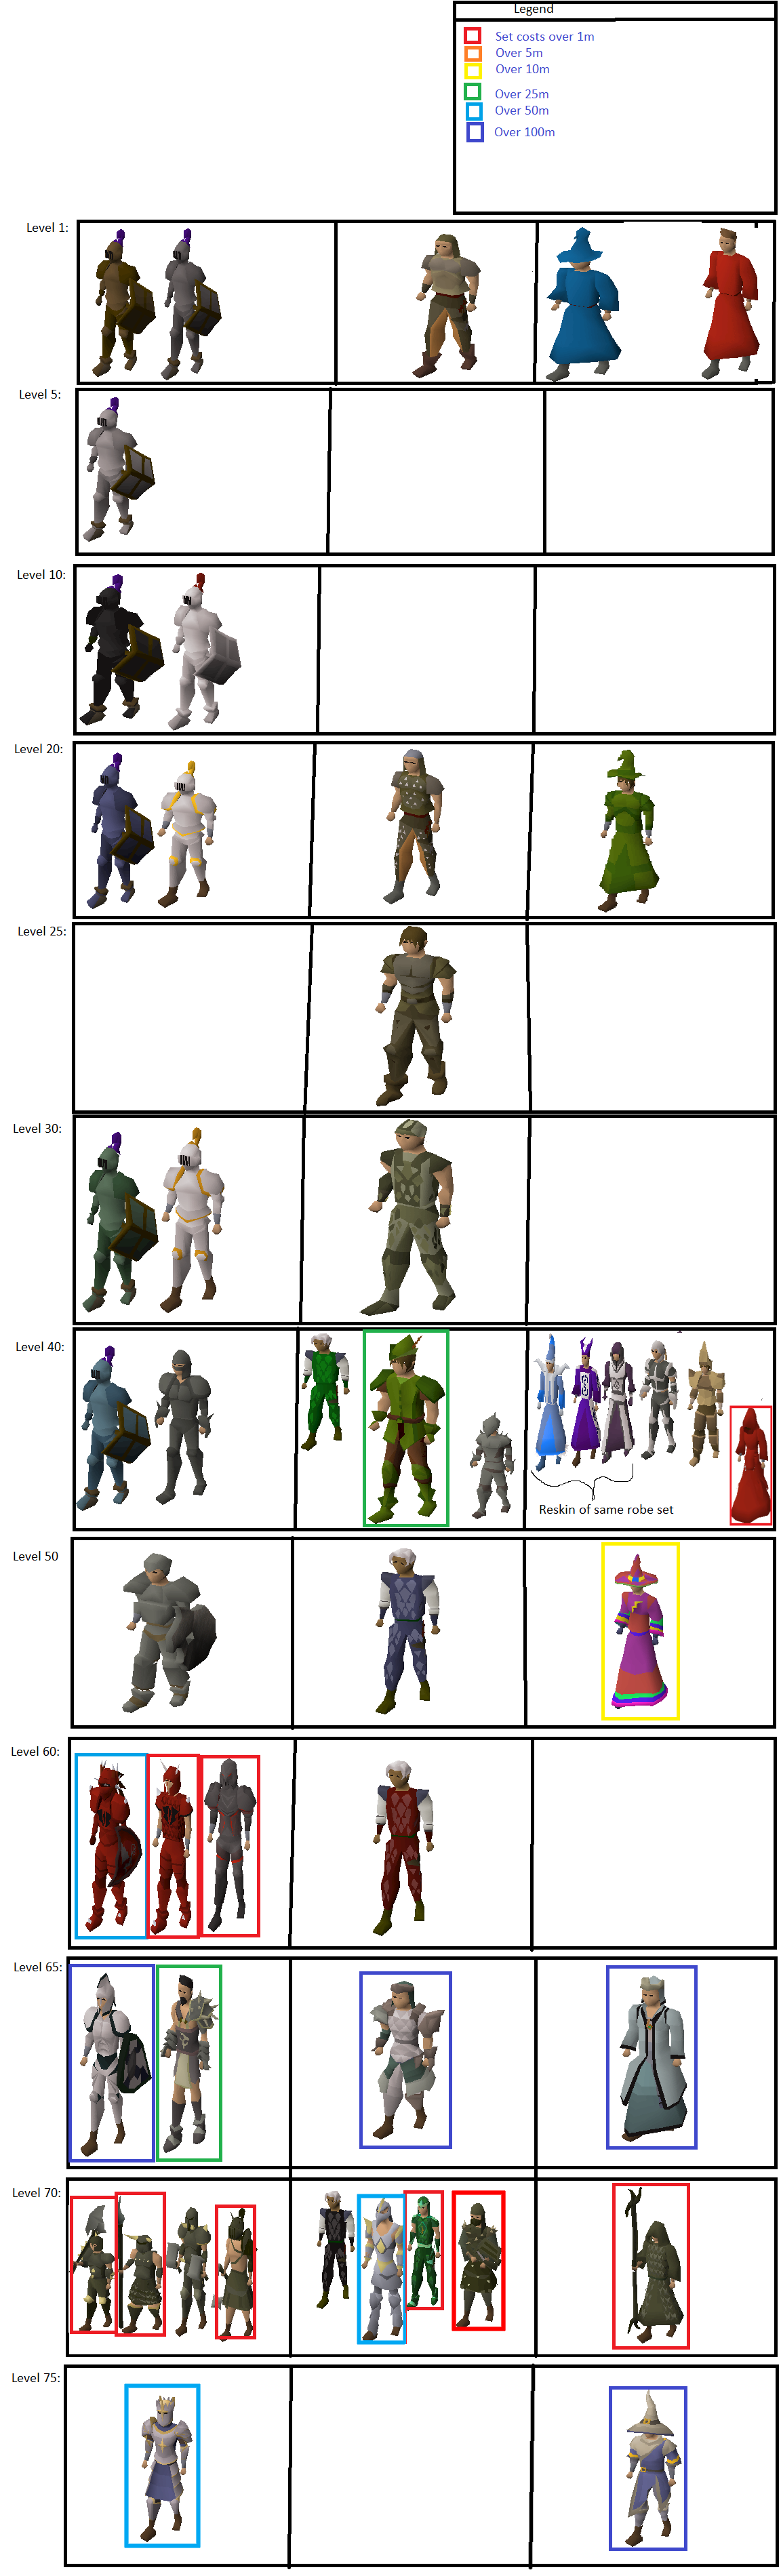 Legend
Set costs over 1m
Over 5m
Over 10m
Over 25m
Over 50m
Over 100m
Level 1:
Level 5:
Level 10:
Level 20:
Level 25:
Level 30:
Level 40:
Reskin of same robe set
Level 50
Level 60:
Level 65:
Level 70:
Level 75: